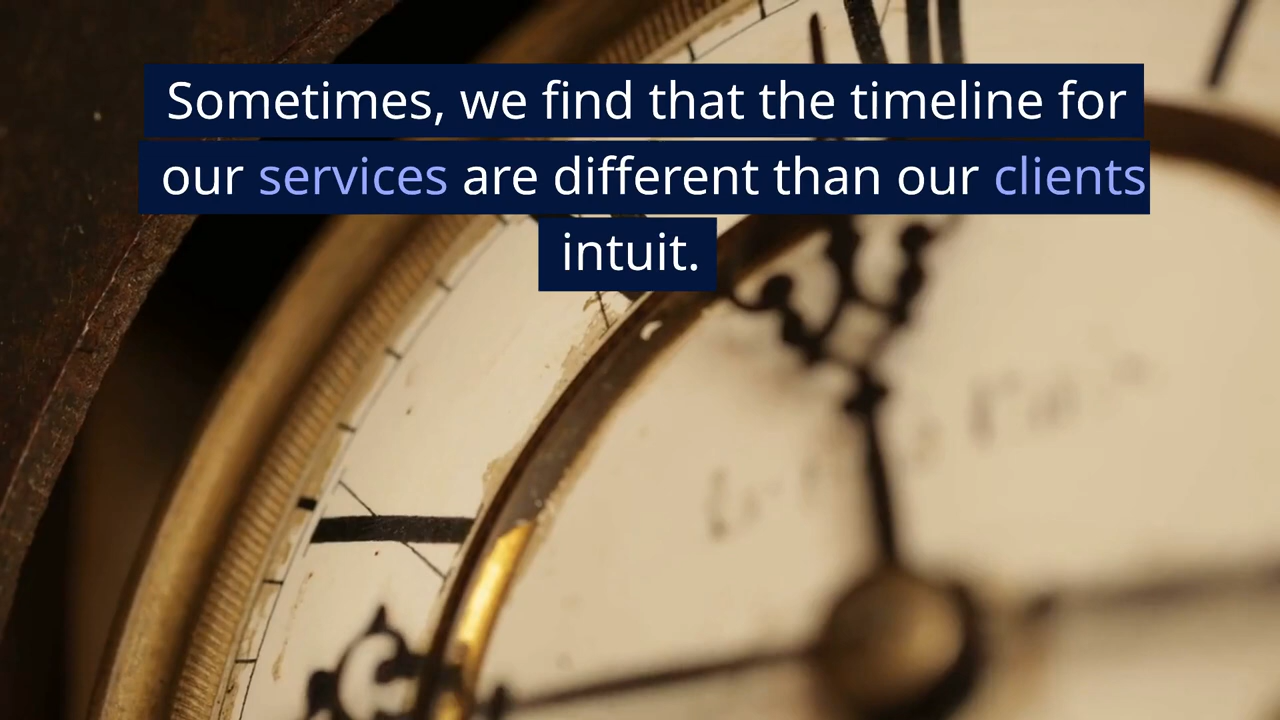 Sometimes, we find that the timeline for
our services are different than our clients
intuit.